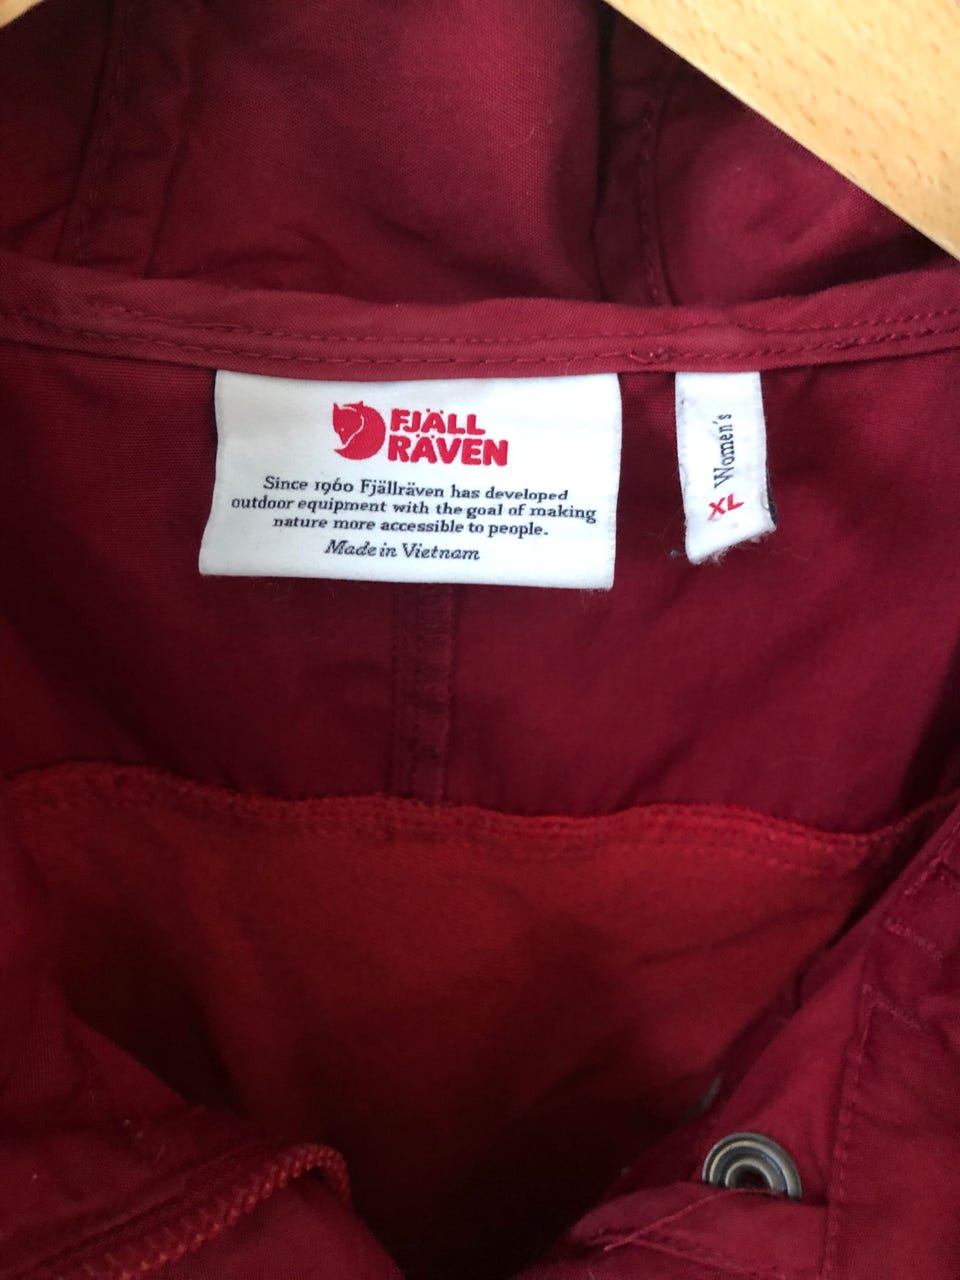 FJÄLL
RÄVEN
Since 1960 Fjällräven has developed
outdoor equipment with the goal of making
nature more accessible to people.
Made in Vietnam
XL Women's